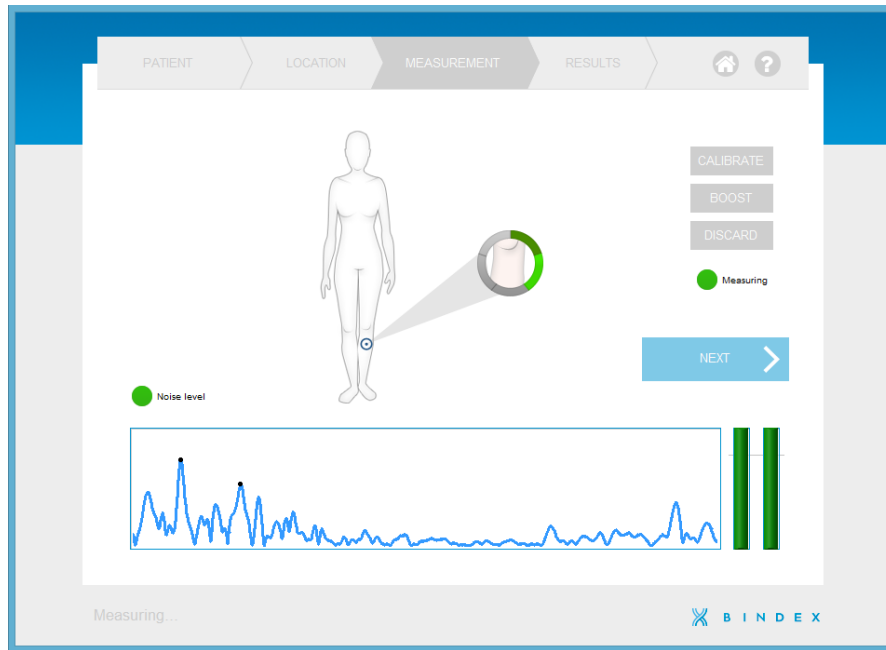 PATIENT
LOCATION
MEASUREMENT
RESULTS
?
CALIBRATE
BOOST
DISCARD
Measuring
NEXT
Noise level
Measuring...
BINDEX